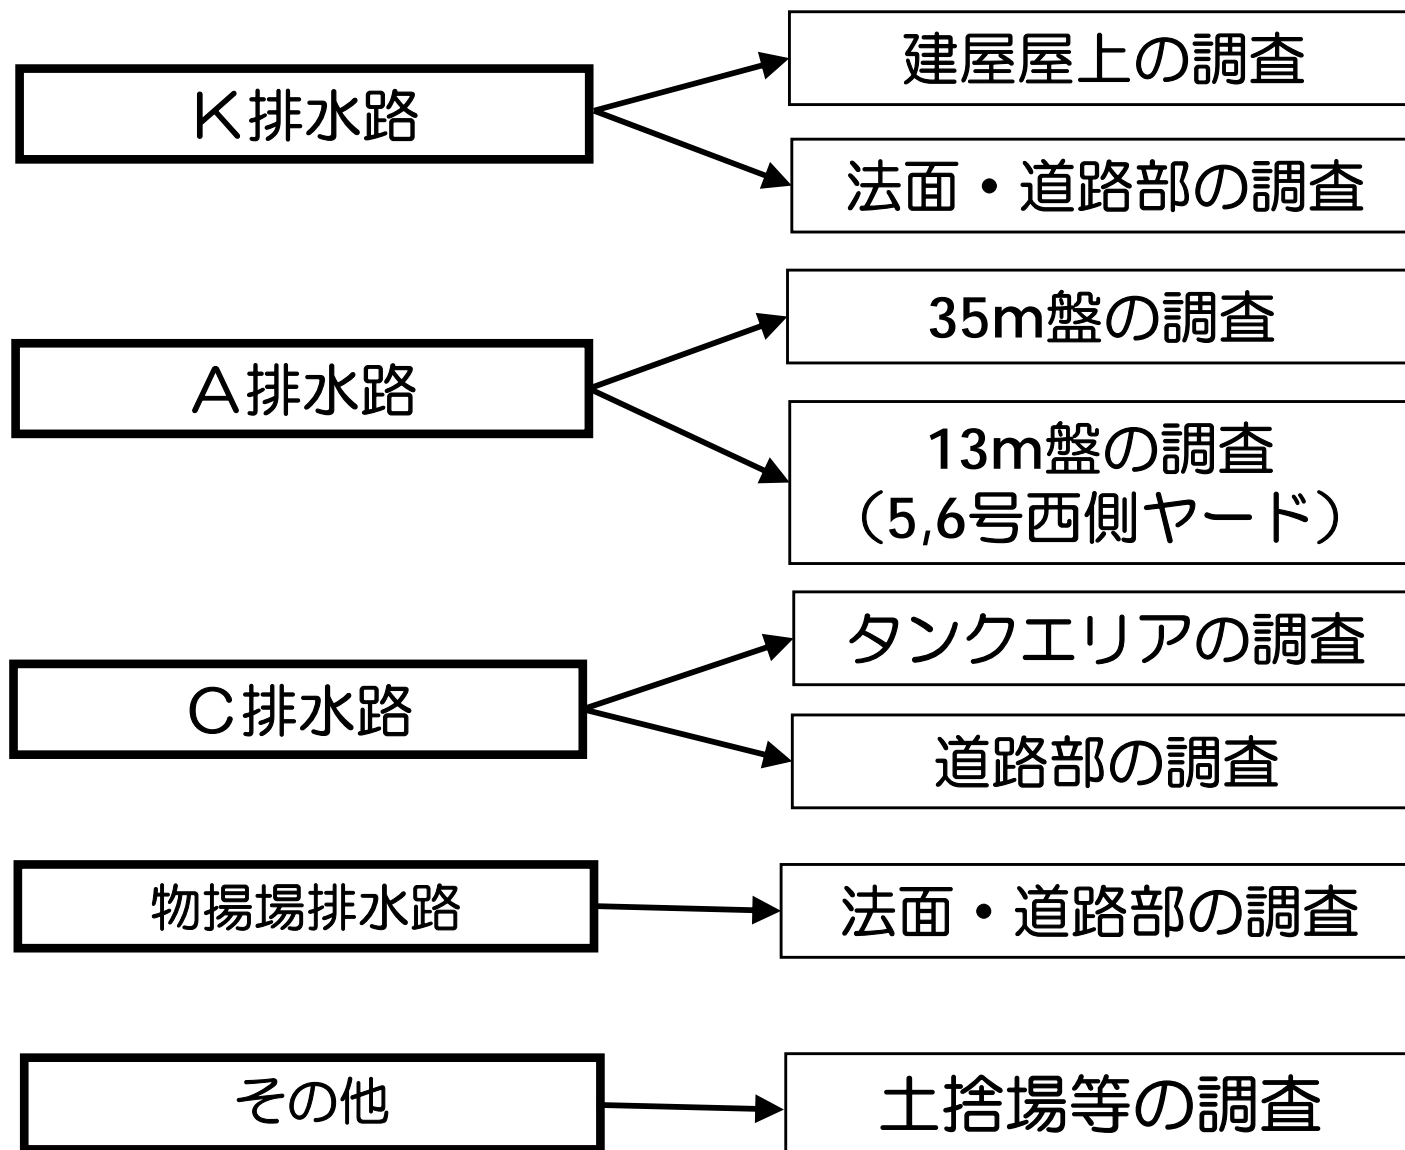 K排水路
建屋屋上の調査
法面・道路部の調査
A排水路
35m盤の調査
13m盤の調査
（5,6号西側ヤード）
C排水路
タンクエリアの調査
道路部の調査
物揚場排水路
法面・道路部の調査
その他
土捨場等の調査